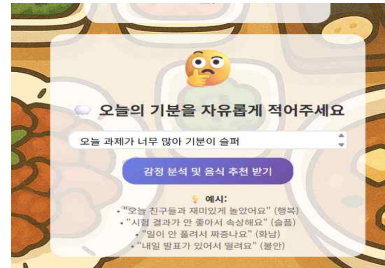 오늘의 기분을 자유롭게 적어주세요
오늘 과제가 너무 많아 기분이 슬퍼
감정 분석 및 음식 추천 받기
예시:
• "오늘 친구들과 재미있게 놀았어요" (행복)
• "시험 결과가 안 좋아서 속상해요" (슬픔)
• "일이 안 풀려서 짜증나요" (화남)
• "내일 발표가 있어서 떨려요" (불안)